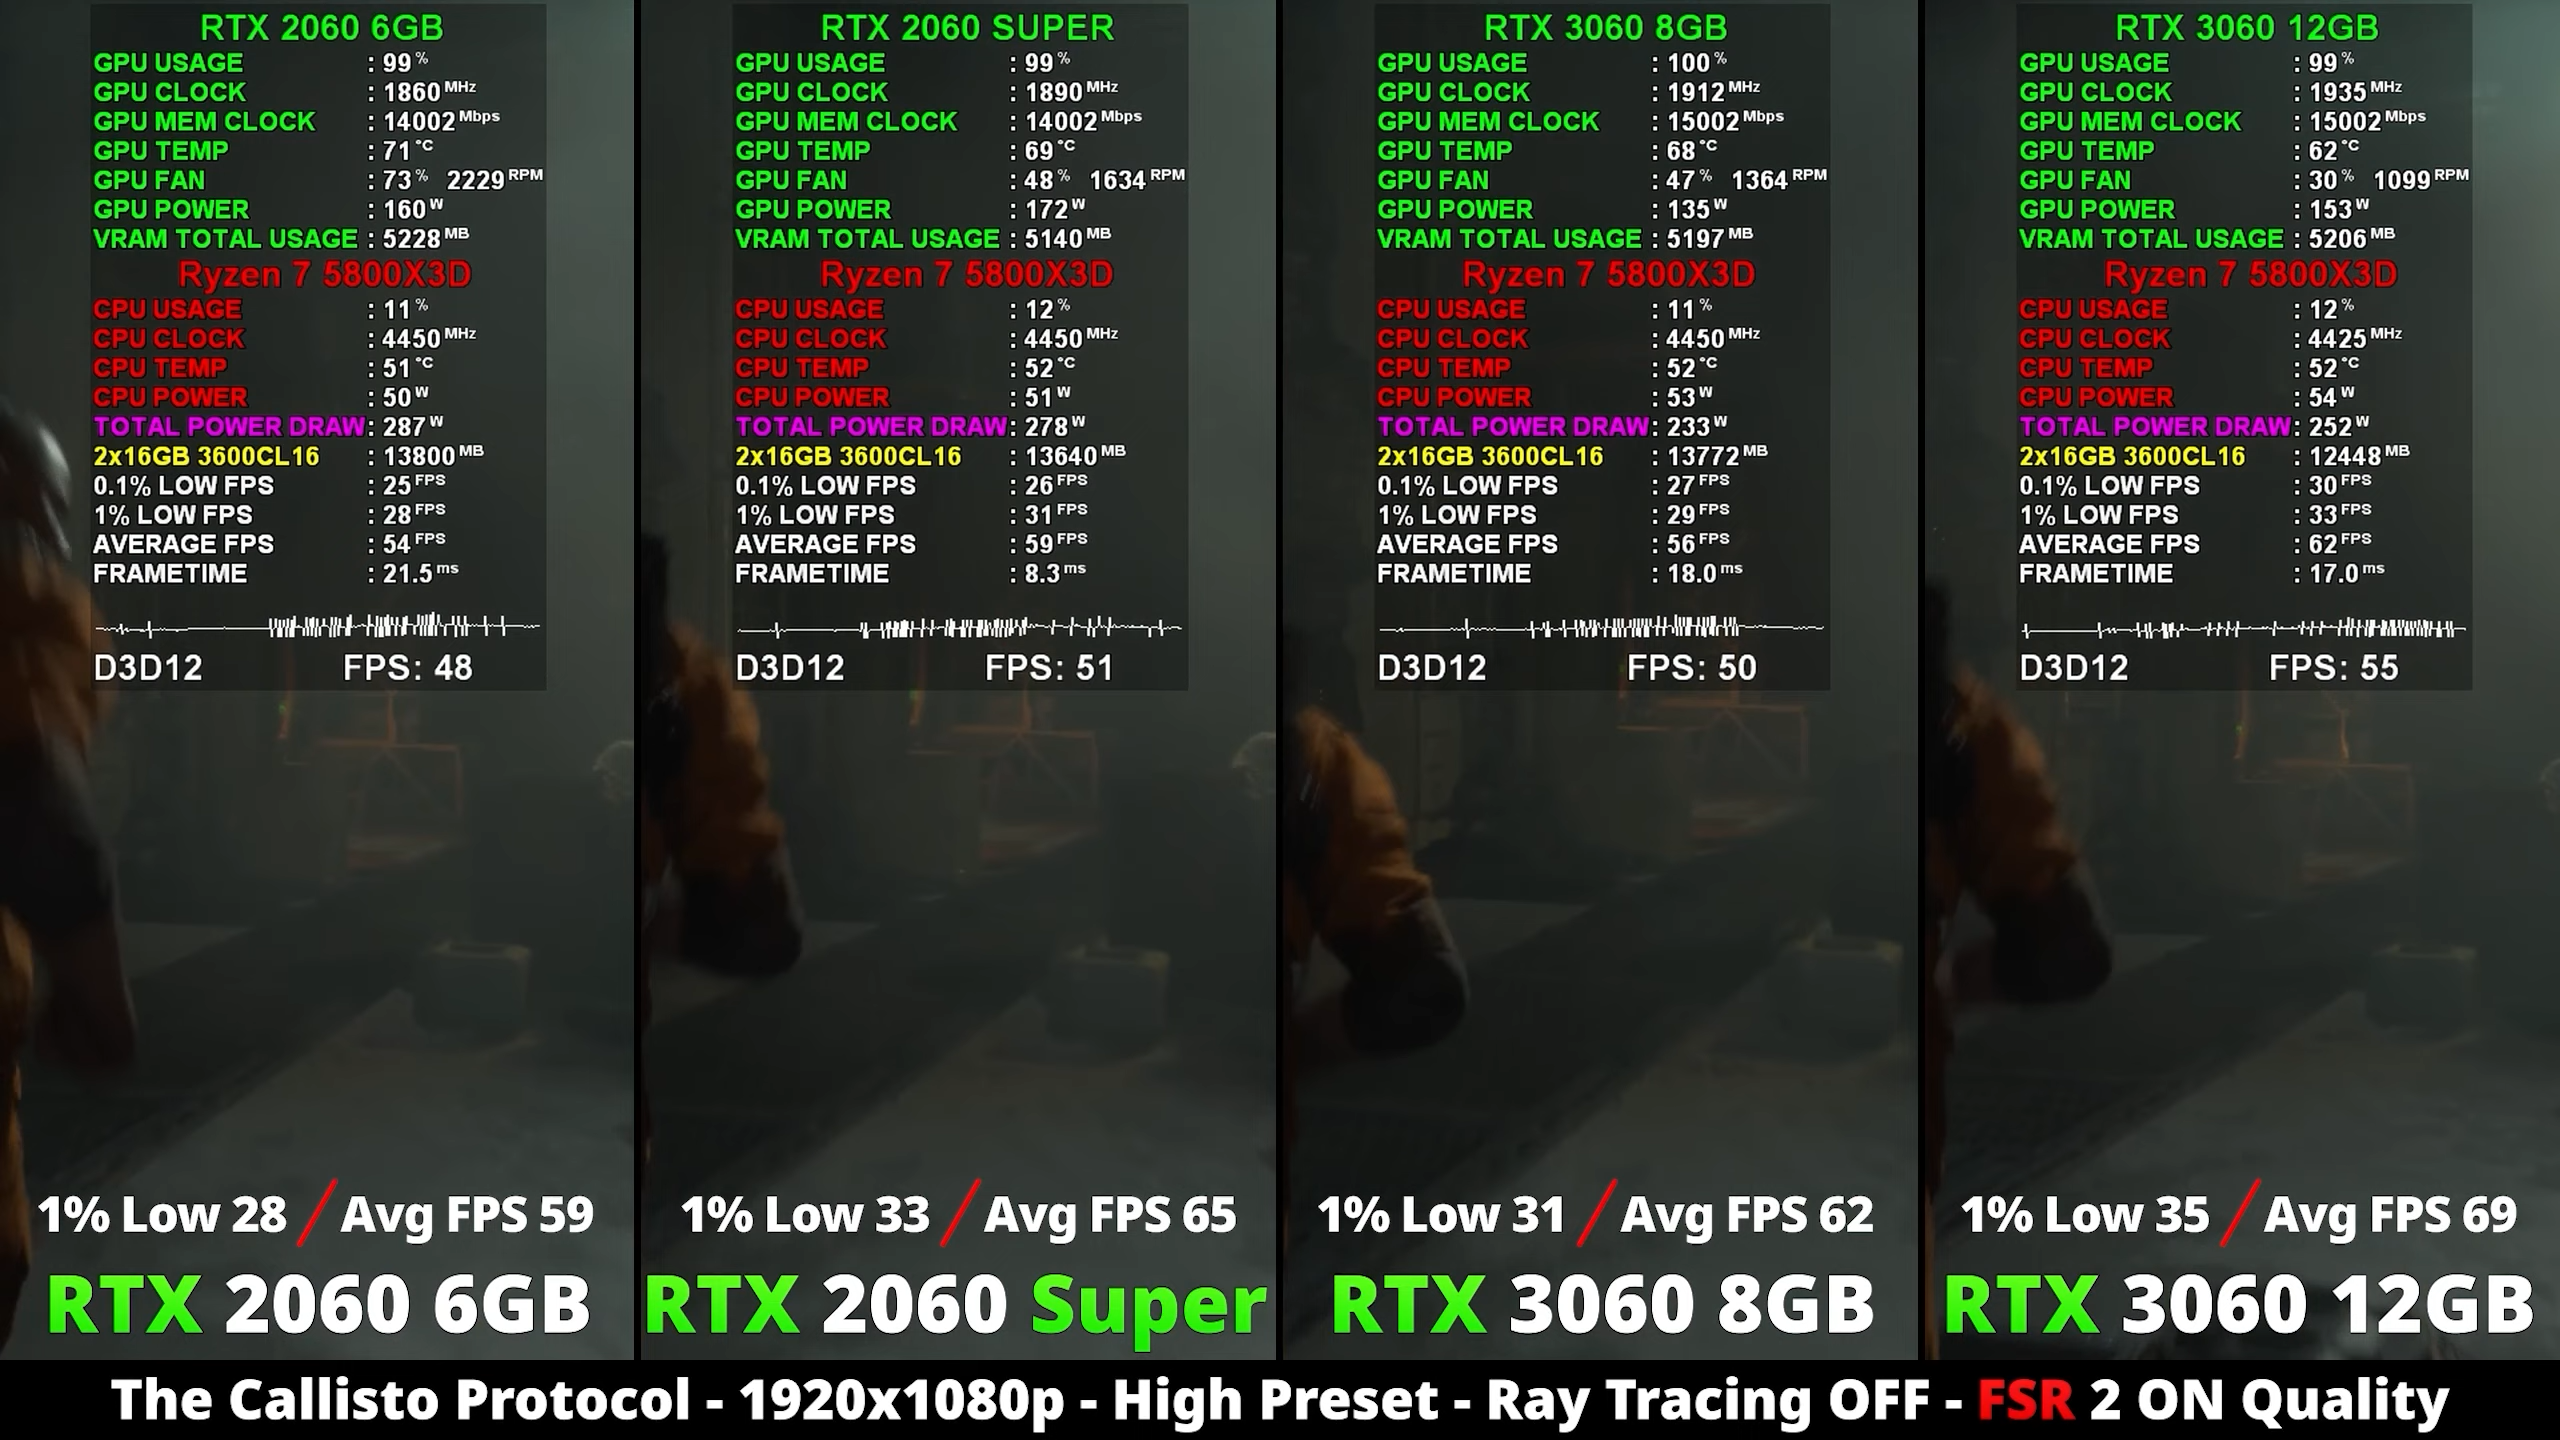 RTX 2060 6GB
GPU USAGE : 99 %
GPU CLOCK : 1860 MHz
GPU MEM CLOCK : 14002 Mbps
GPU TEMP : 71 °C
GPU FAN : 73 % 2229 RPM
GPU POWER : 160 W
VRAM TOTAL USAGE : 5228 MB
Ryzen 7 5800X3D
CPU USAGE : 11 %
CPU CLOCK : 4450 MHz
CPU TEMP : 51 °C
CPU POWER : 50 W
TOTAL POWER DRAW : 287 W
2x16GB 3600CL16 : 13800 MB
0.1% LOW FPS : 25 FPS
1% LOW FPS : 28 FPS
AVERAGE FPS : 54 FPS
FRAMETIME : 21.5 ms
D3D12 FPS: 48
1% Low 28 / Avg FPS 59
RTX 2060 6GB
RTX 2060 SUPER
GPU USAGE : 99 %
GPU CLOCK : 1890 MHz
GPU MEM CLOCK : 14002 Mbps
GPU TEMP : 69 °C
GPU FAN : 48 % 1634 RPM
GPU POWER : 172 W
VRAM TOTAL USAGE : 5140 MB
Ryzen 7 5800X3D
CPU USAGE : 12 %
CPU CLOCK : 4450 MHz
CPU TEMP : 52 °C
CPU POWER : 51 W
TOTAL POWER DRAW : 278 W
2x16GB 3600CL16 : 13640 MB
0.1% LOW FPS : 26 FPS
1% LOW FPS : 31 FPS
AVERAGE FPS : 59 FPS
FRAMETIME : 8.3 ms
D3D12 FPS: 51
1% Low 33 / Avg FPS 65
RTX 2060 Super
RTX 3060 8GB
GPU USAGE : 100 %
GPU CLOCK : 1912 MHz
GPU MEM CLOCK : 15002 Mbps
GPU TEMP : 68 °C
GPU FAN : 47 % 1364 RPM
GPU POWER : 135 W
VRAM TOTAL USAGE : 5197 MB
Ryzen 7 5800X3D
CPU USAGE : 11 %
CPU CLOCK : 4450 MHz
CPU TEMP : 52 °C
CPU POWER : 53 W
TOTAL POWER DRAW : 233 W
2x16GB 3600CL16 : 13772 MB
0.1% LOW FPS : 27 FPS
1% LOW FPS : 29 FPS
AVERAGE FPS : 56 FPS
FRAMETIME : 18.0 ms
D3D12 FPS: 50
1% Low 31 / Avg FPS 62
RTX 3060 8GB
RTX 3060 12GB
GPU USAGE : 99 %
GPU CLOCK : 1935 MHz
GPU MEM CLOCK : 15002 Mbps
GPU TEMP : 62 °C
GPU FAN : 30 % 1099 RPM
GPU POWER : 153 W
VRAM TOTAL USAGE : 5206 MB
Ryzen 7 5800X3D
CPU USAGE : 12 %
CPU CLOCK : 4425 MHz
CPU TEMP : 52 °C
CPU POWER : 54 W
TOTAL POWER DRAW : 252 W
2x16GB 3600CL16 : 12448 MB
0.1% LOW FPS : 30 FPS
1% LOW FPS : 33 FPS
AVERAGE FPS : 62 FPS
FRAMETIME : 17.0 ms
D3D12 FPS: 55
1% Low 35 / Avg FPS 69
RTX 3060 12GB
The Callisto Protocol - 1920x1080p - High Preset - Ray Tracing OFF - FSR 2 ON Quality